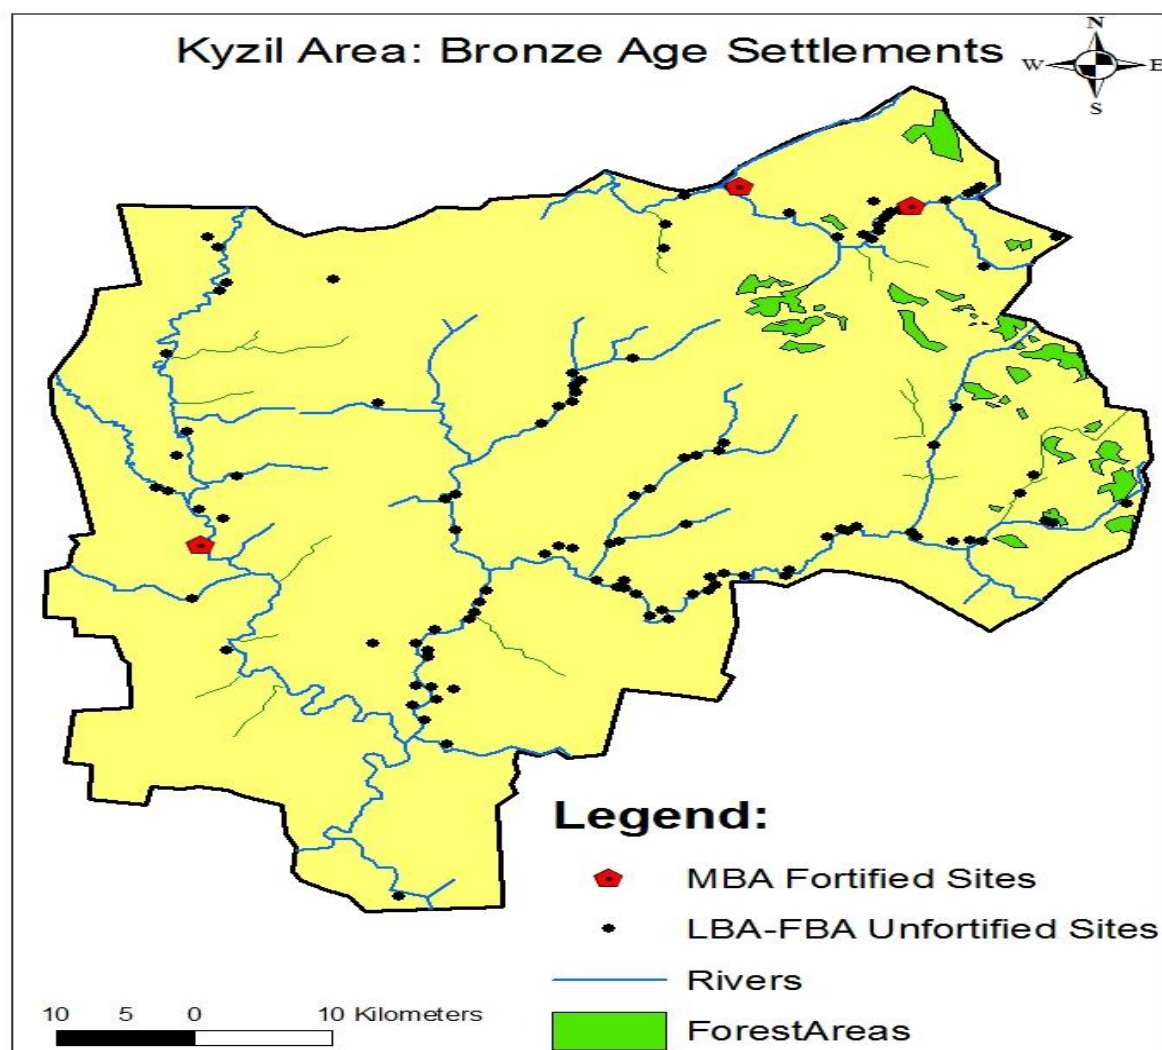 Kyzil Area: Bronze Age Settlements
N
W E
S
Legend:
MBA Fortified Sites
LBA-FBA Unfortified Sites
Rivers
ForestAreas
10 5 0 10 Kilometers